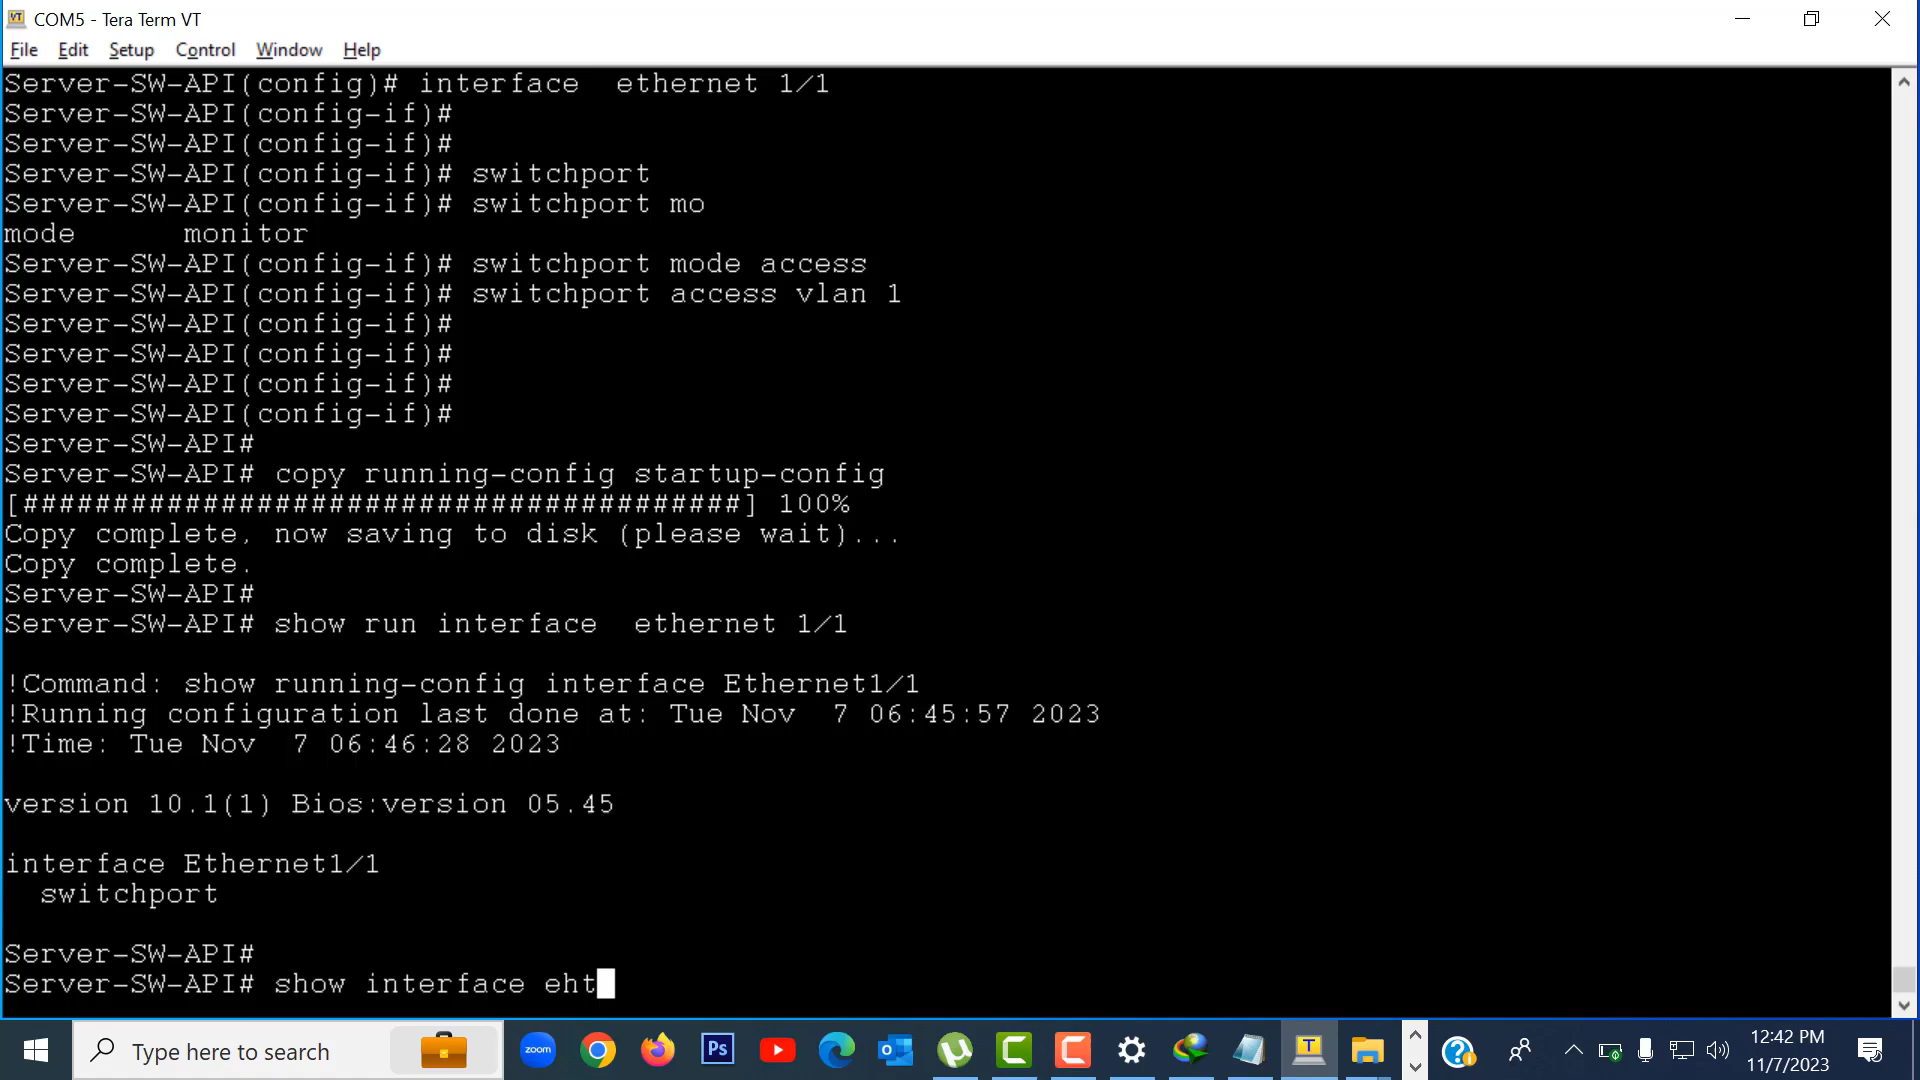 COM5 - Tera Term VT
File Edit Setup Control Window Help
Server-SW-API(config)# interface  ethernet 1/1
Server-SW-API(config-if)#
Server-SW-API(config-if)#
Server-SW-API(config-if)# switchport
Server-SW-API(config-if)# switchport mo
mode      monitor
Server-SW-API(config-if)# switchport mode access
Server-SW-API(config-if)# switchport access vlan 1
Server-SW-API(config-if)#
Server-SW-API(config-if)#
Server-SW-API(config-if)#
Server-SW-API(config-if)#
Server-SW-API#
Server-SW-API# copy running-config startup-config
[########################################] 100%
Copy complete, now saving to disk (please wait)...
Copy complete.
Server-SW-API#
Server-SW-API# show run interface  ethernet 1/1
!Command: show running-config interface Ethernet1/1
!Running configuration last done at: Tue Nov  7 06:45:57 2023
!Time: Tue Nov  7 06:46:28 2023
version 10.1(1) Bios:version 05.45
interface Ethernet1/1
  switchport
Server-SW-API#
Server-SW-API# show interface eht
Type here to search
zoom
Ps
12:42 PM
11/7/2023